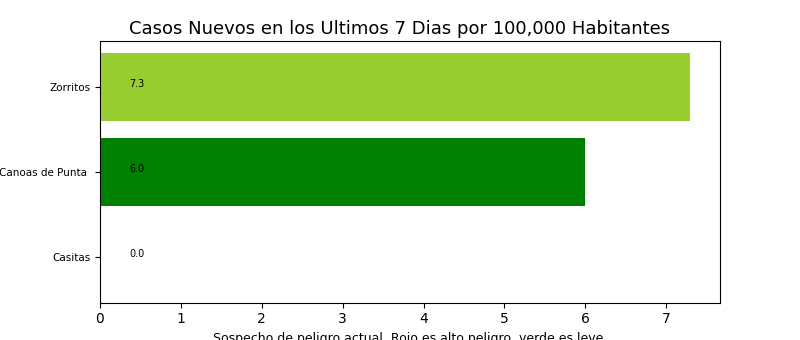 Casos Nuevos en los Ultimos 7 Dias por 100,000 Habitantes
Zorritos
7.3
Canoas de Punta
6.0
Casitas
0.0
0 1 2 3 4 5 6 7
Sospecho de peligro actual. Rojo es alto peligro, verde es leve